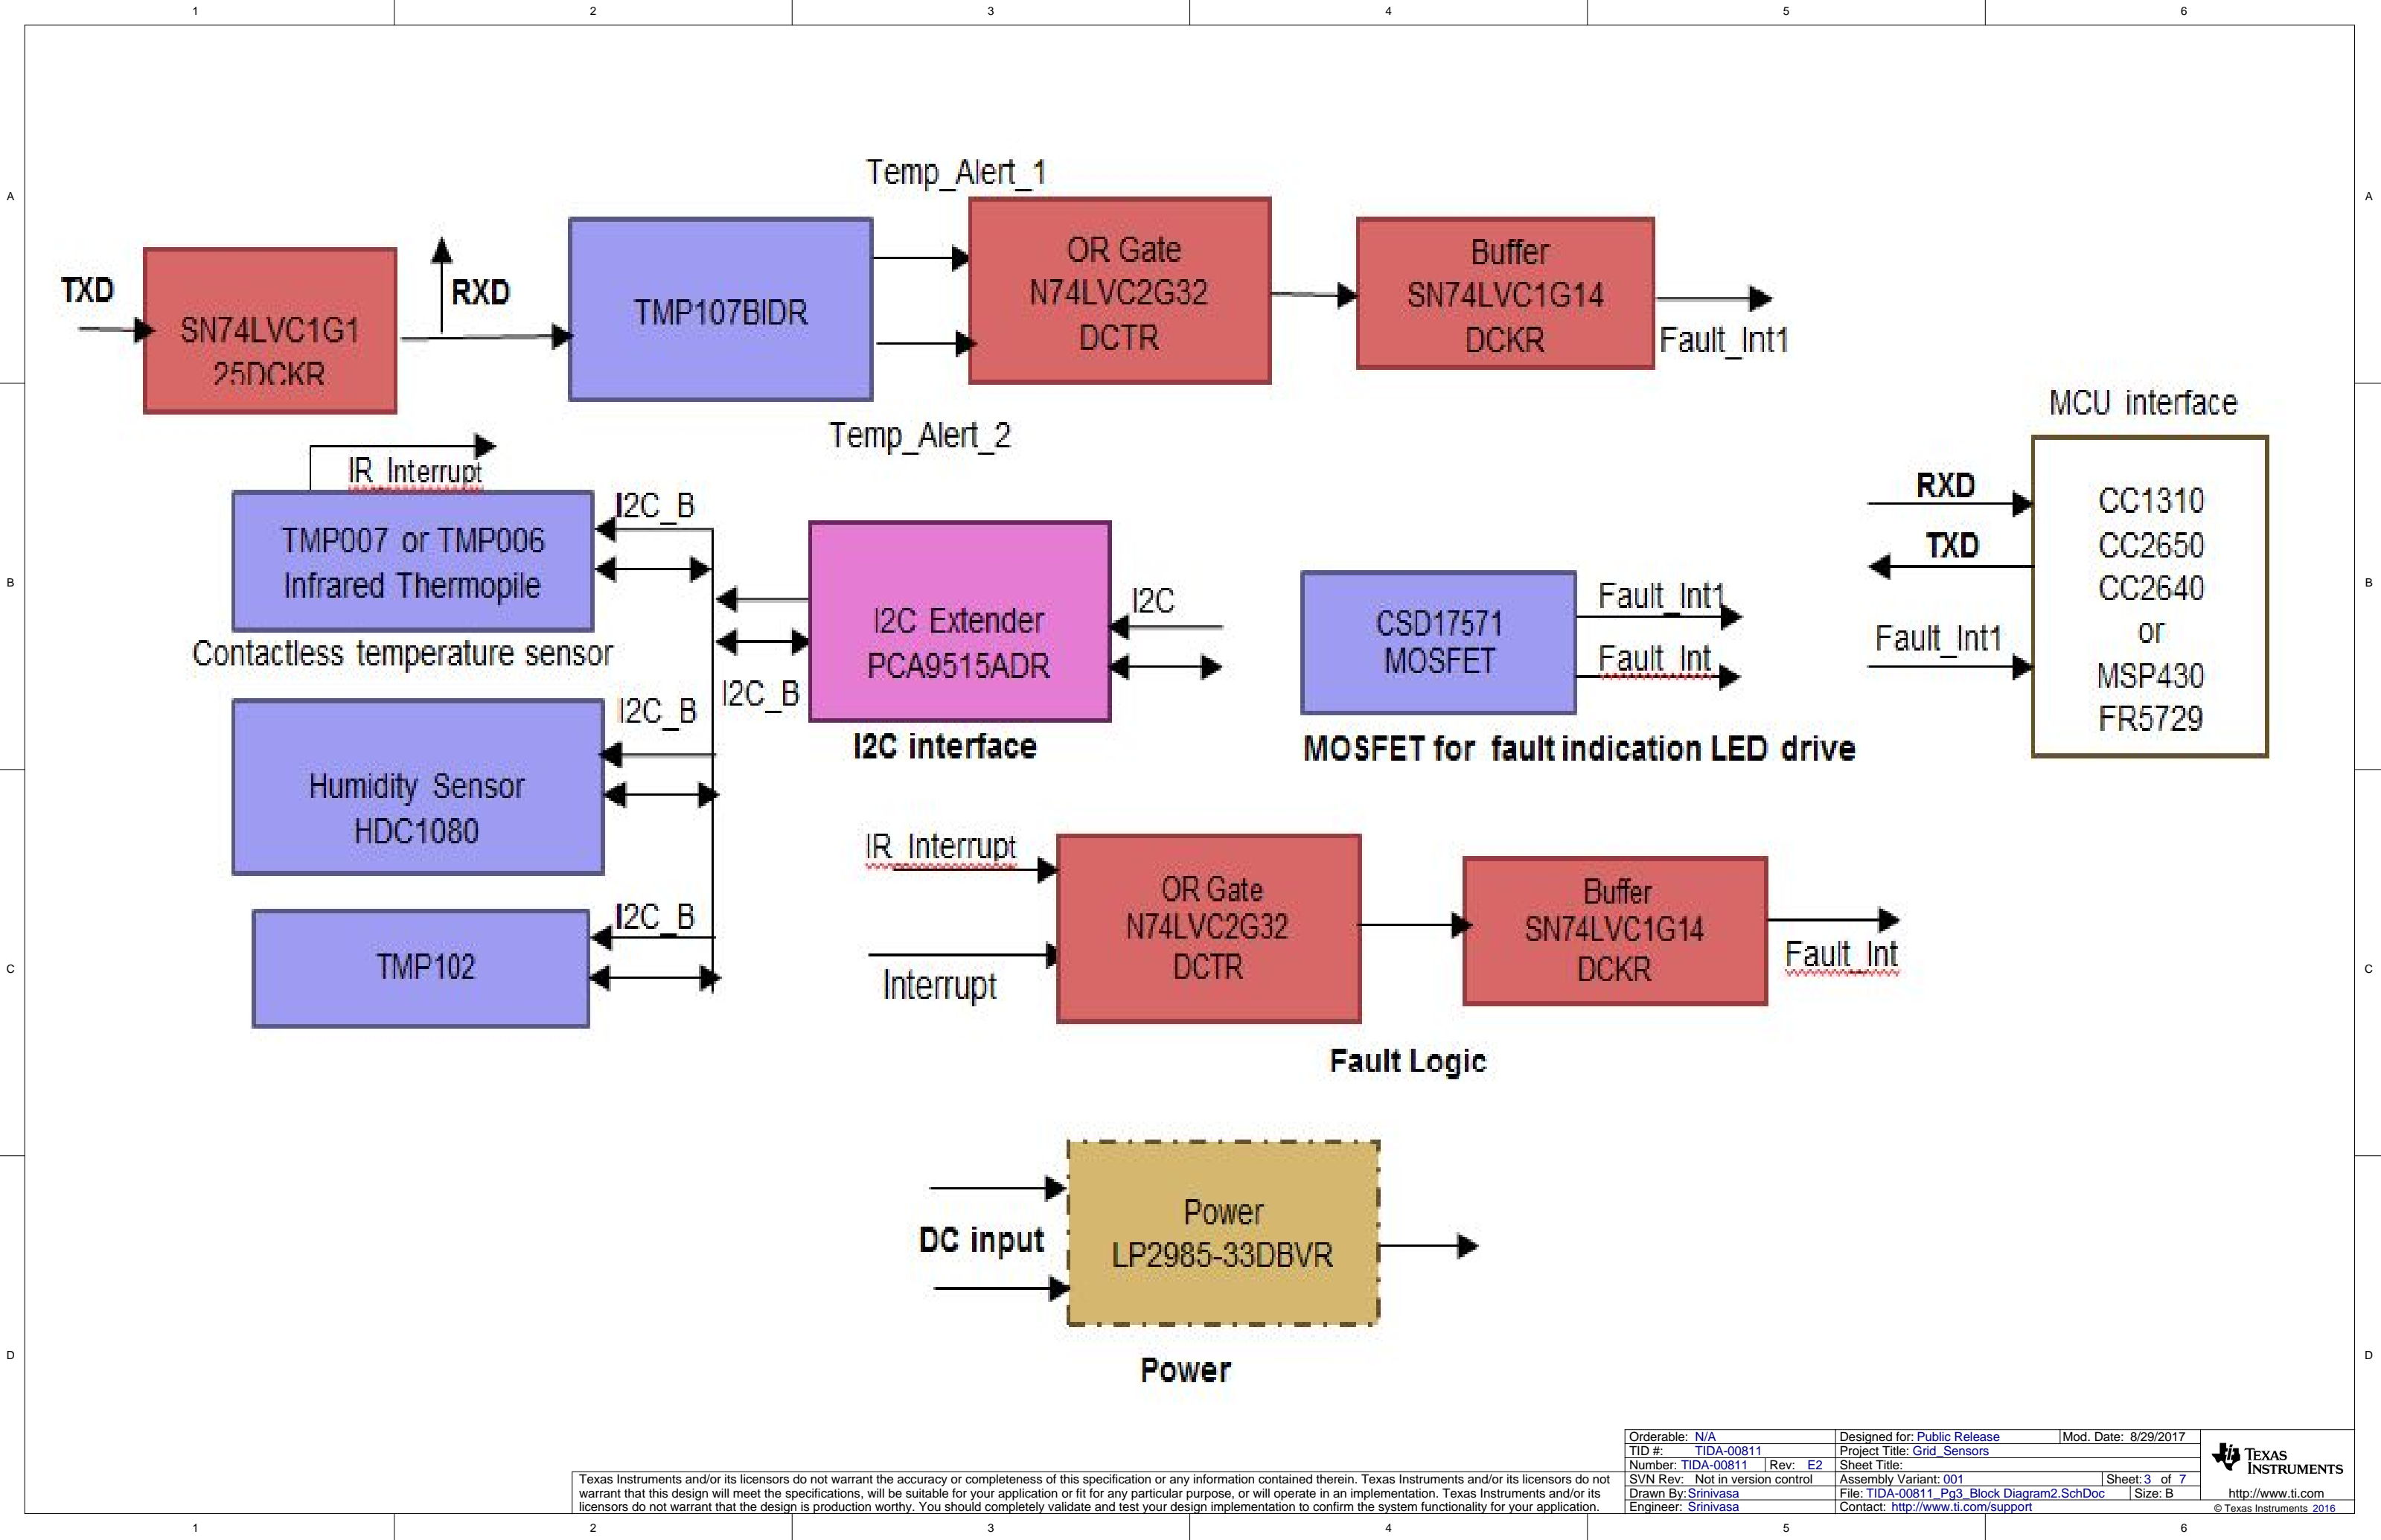 1 2 3 4 5 6
A A
Temp_Alert_1
TXD
SN74LVC1G1
25DCKR
RXD
TMP107BIDR
OR Gate
N74LVC2G32
DCTR
Buffer
SN74LVC1G14
DCKR
Fault_Int1
Temp_Alert_2
IR_Interrupt
TMP007 or TMP006
Infrared Thermopile
Contactless temperature sensor
I2C_B
B B
I2C Extender
PCA9515ADR
I2C
I2C_B
I2C interface
CSD17571
MOSFET
Fault_Int1
Fault_Int
MOSFET for fault indication LED drive
MCU interface
RXD
TXD
Fault_Int1
CC1310
CC2650
CC2640
or
MSP430
FR5729
I2C_B
Humidity Sensor
HDC1080
I2C_B
TMP102
C C
IR_Interrupt
Interrupt
OR Gate
N74LVC2G32
DCTR
Buffer
SN74LVC1G14
DCKR
Fault_Int
Fault Logic
DC input
Power
LP2985-33DBVR
Power
D D
Texas Instruments and/or its licensors do not warrant the accuracy or completeness of this specification or any information contained therein. Texas Instruments and/or its licensors do not
warrant that this design will meet the specifications, will be suitable for your application or fit for any particular purpose, or will operate in an implementation. Texas Instruments and/or its
licensors do not warrant that the design is production worthy. You should completely validate and test your design implementation to confirm the system functionality for your application.
Orderable: N/A Designed for: Public Release Mod. Date: 8/29/2017
TID #: TIDA-00811 Project Title: Grid_Sensors
Number: TIDA-00811 Rev: E2 Sheet Title:
SVN Rev: Not in version control Assembly Variant: 001 Sheet: 3 of 7
Drawn By: Srinivasa File: TIDA-00811_Pg3_Block Diagram2.SchDoc Size: B
Engineer: Srinivasa Contact: http://www.ti.com/support
TEXAS
INSTRUMENTS
http://www.ti.com
© Texas Instruments 2016
1 2 3 4 5 6